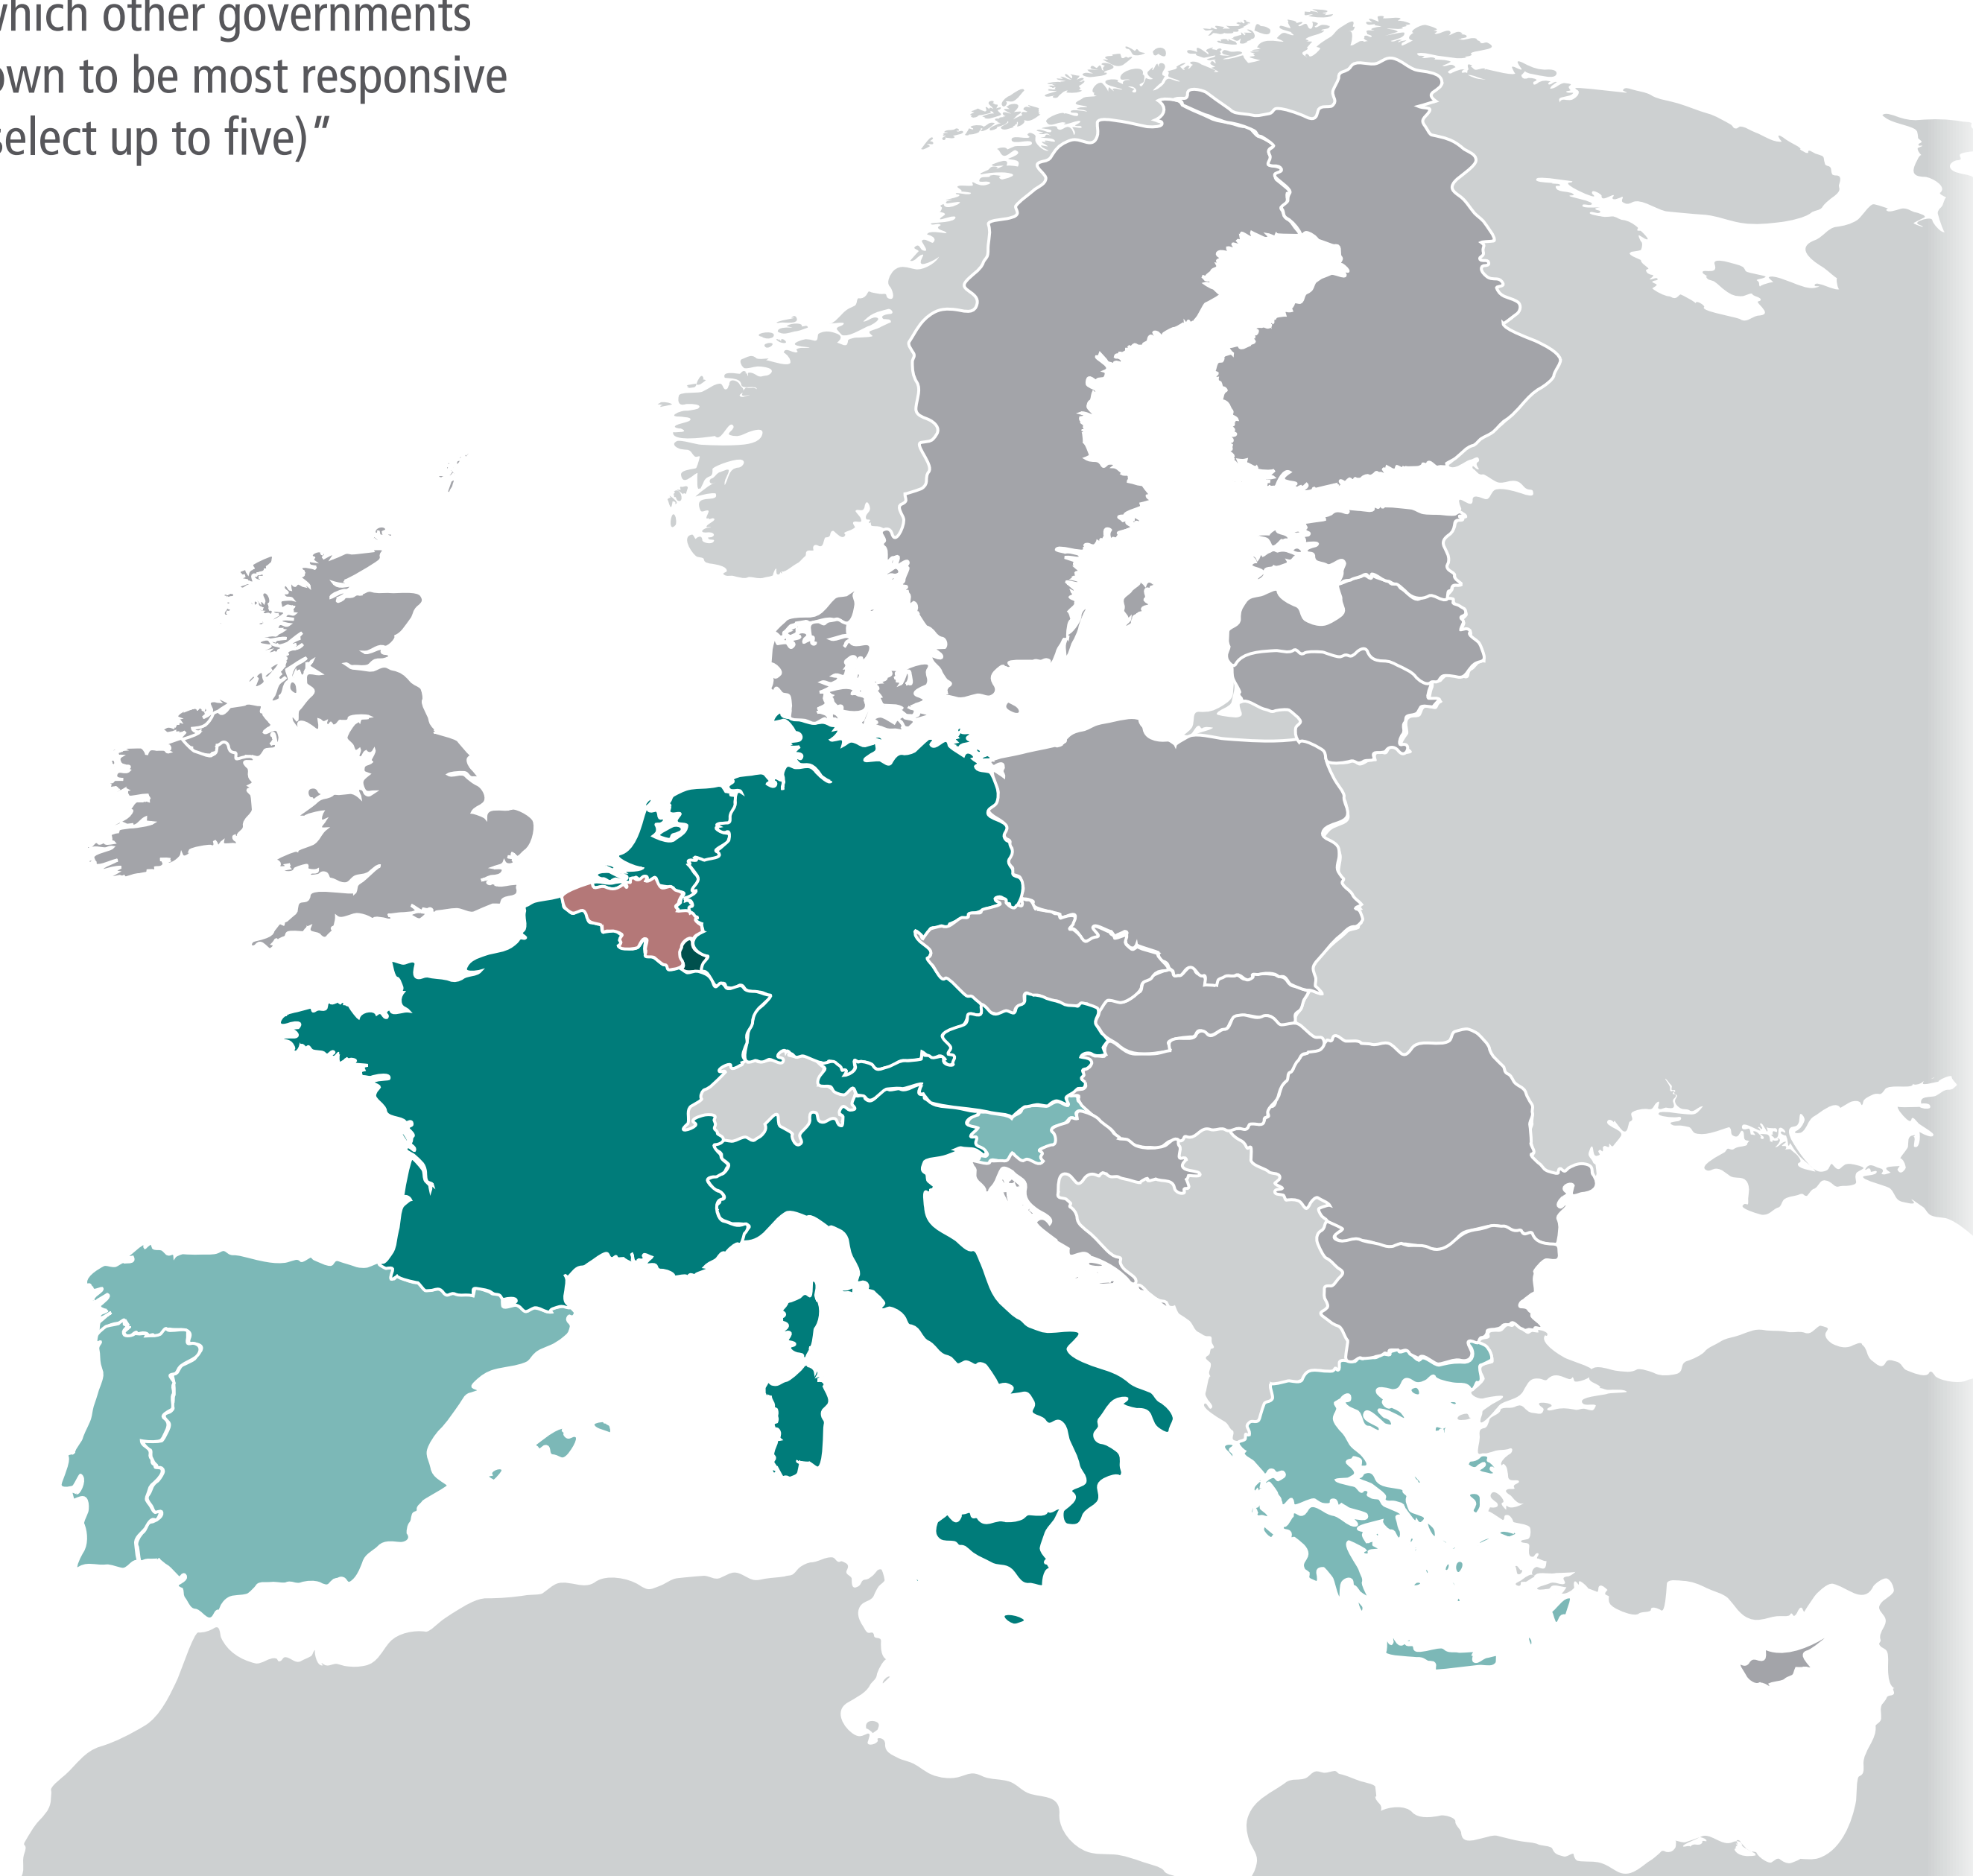 which other governments
own to be most responsive
select up to five)”